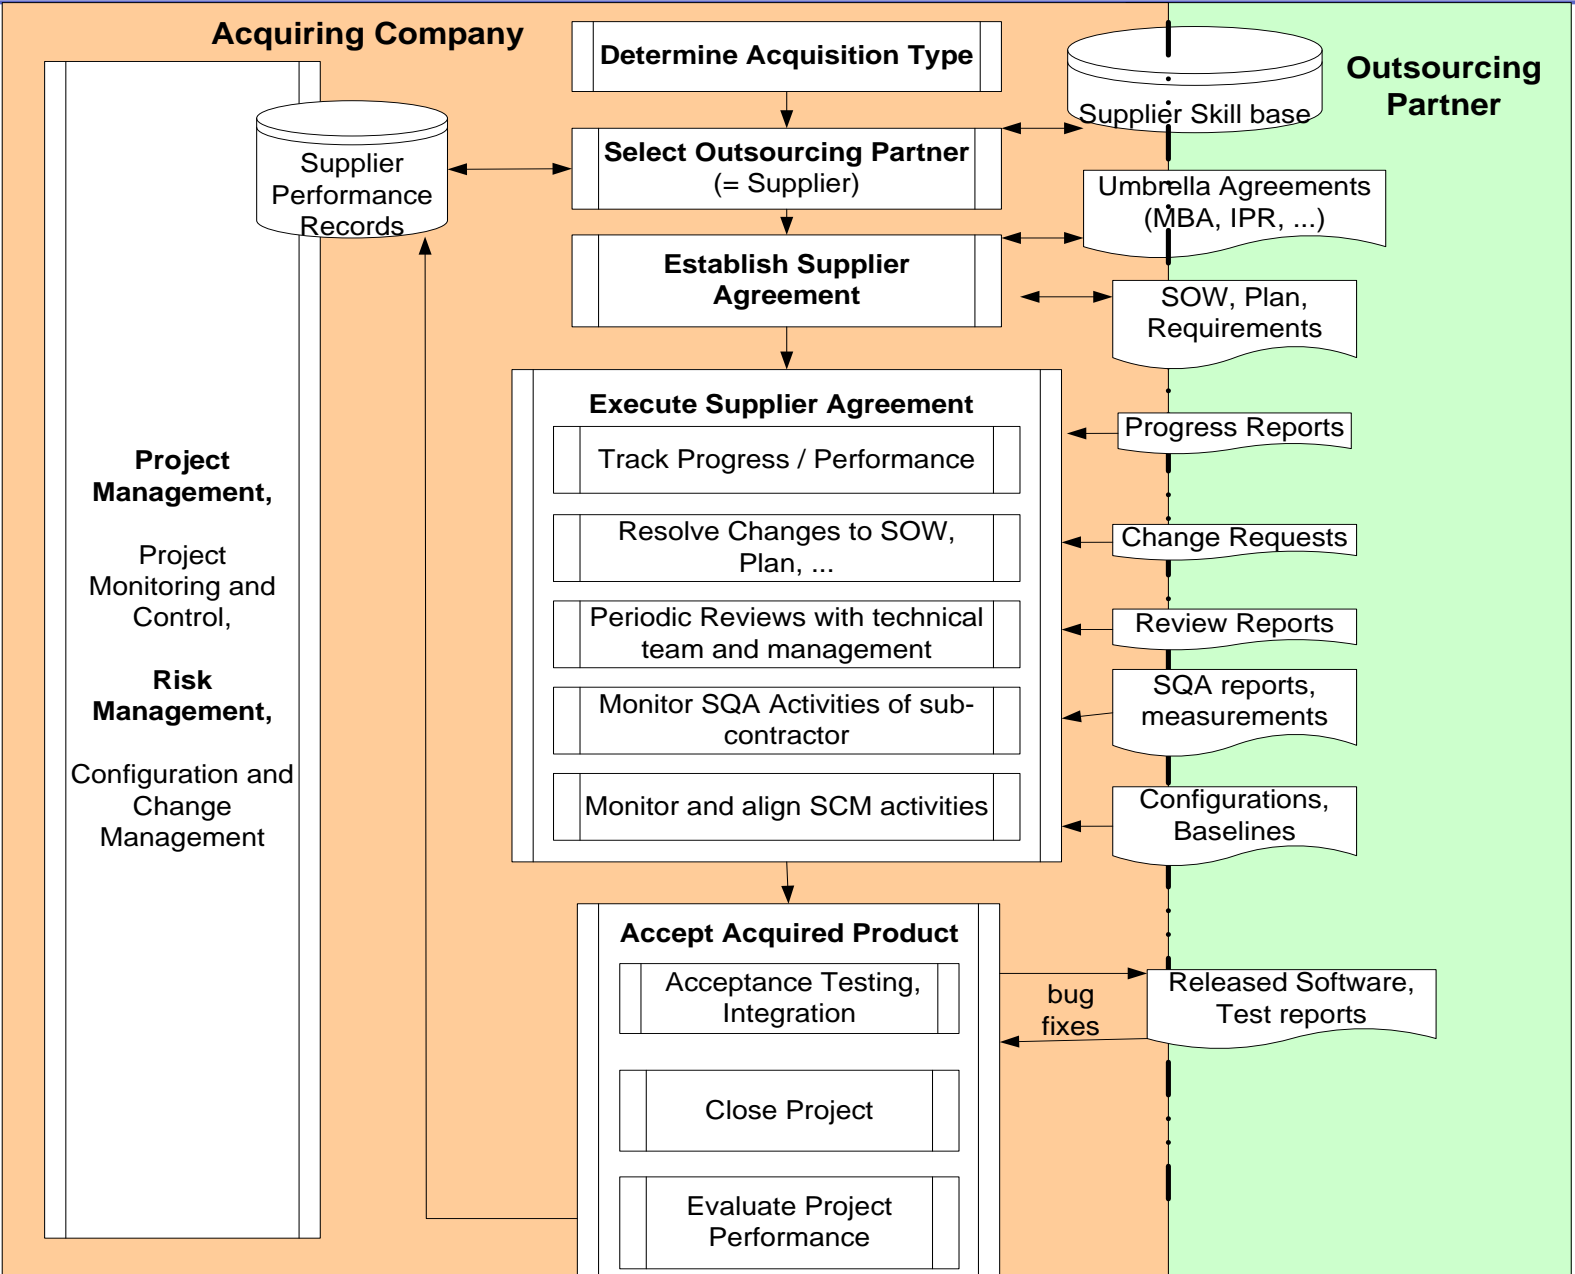 Acquiring Company
Determine Acquisition Type
Outsourcing
Partner
Supplier Skill base
Select Outsourcing Partner
(= Supplier)
Supplier
Performance
Records
Umbrella Agreements
(MBA, IPR, ...)
Establish Supplier
Agreement
SOW, Plan,
Requirements
Execute Supplier Agreement
Track Progress / Performance
Progress Reports
Resolve Changes to SOW,
Plan, ...
Change Requests
Periodic Reviews with technical
team and management
Review Reports
Monitor SQA Activities of sub-
contractor
SQA reports,
measurements
Monitor and align SCM activities
Configurations,
Baselines
Project
Management,
Project
Monitoring and
Control,
Risk
Management,
Configuration and
Change
Management
Accept Acquired Product
Acceptance Testing,
Integration
bug
fixes
Released Software,
Test reports
Close Project
Evaluate Project
Performance